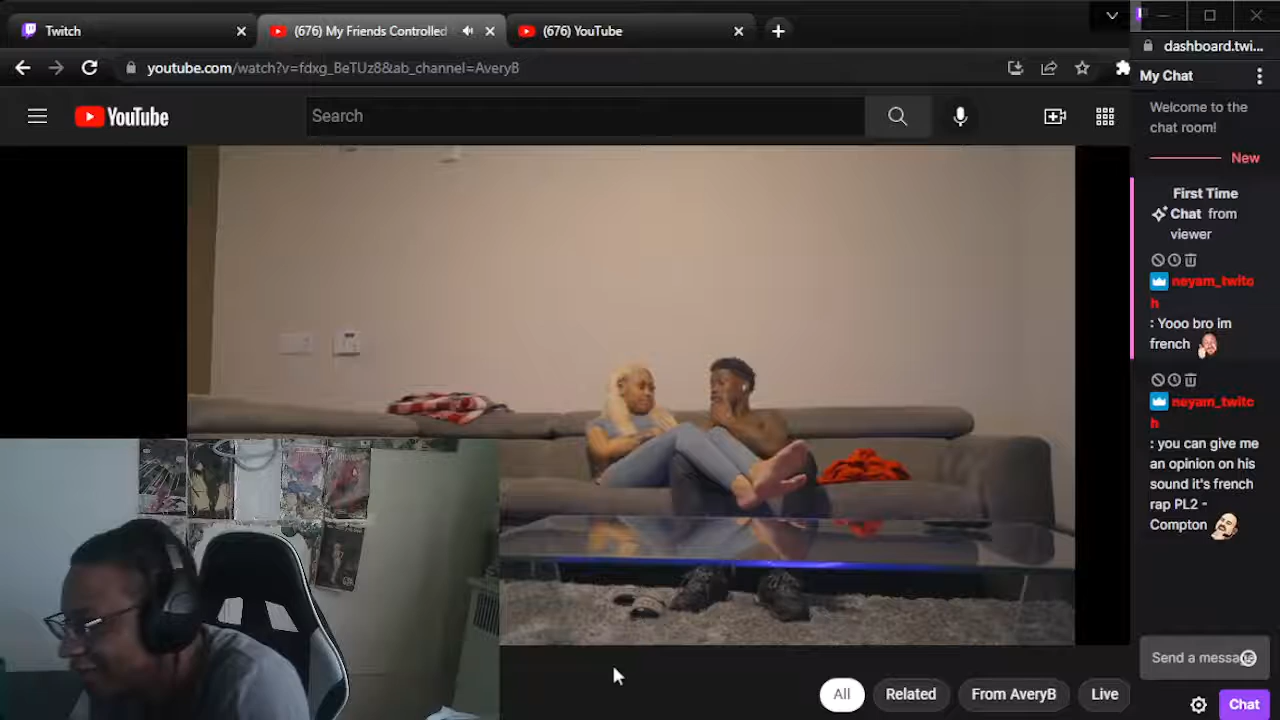 Twitch
(676) My Friends Controlled
(676) YouTube
youtube.com/watch?v=fdxg_BeTUz8&ab_channel=AveryB
dashboard.twi...
My Chat
YouTube
Search
Welcome to the
chat room!
New
First Time
Chat from
viewer
neyam_twitc
h
: Yooo bro im
french
neyam_twitc
h
: you can give me
an opinion on his
sound it's french
rap PL2 -
Compton
Send a message
All
Related
From AveryB
Live
Chat